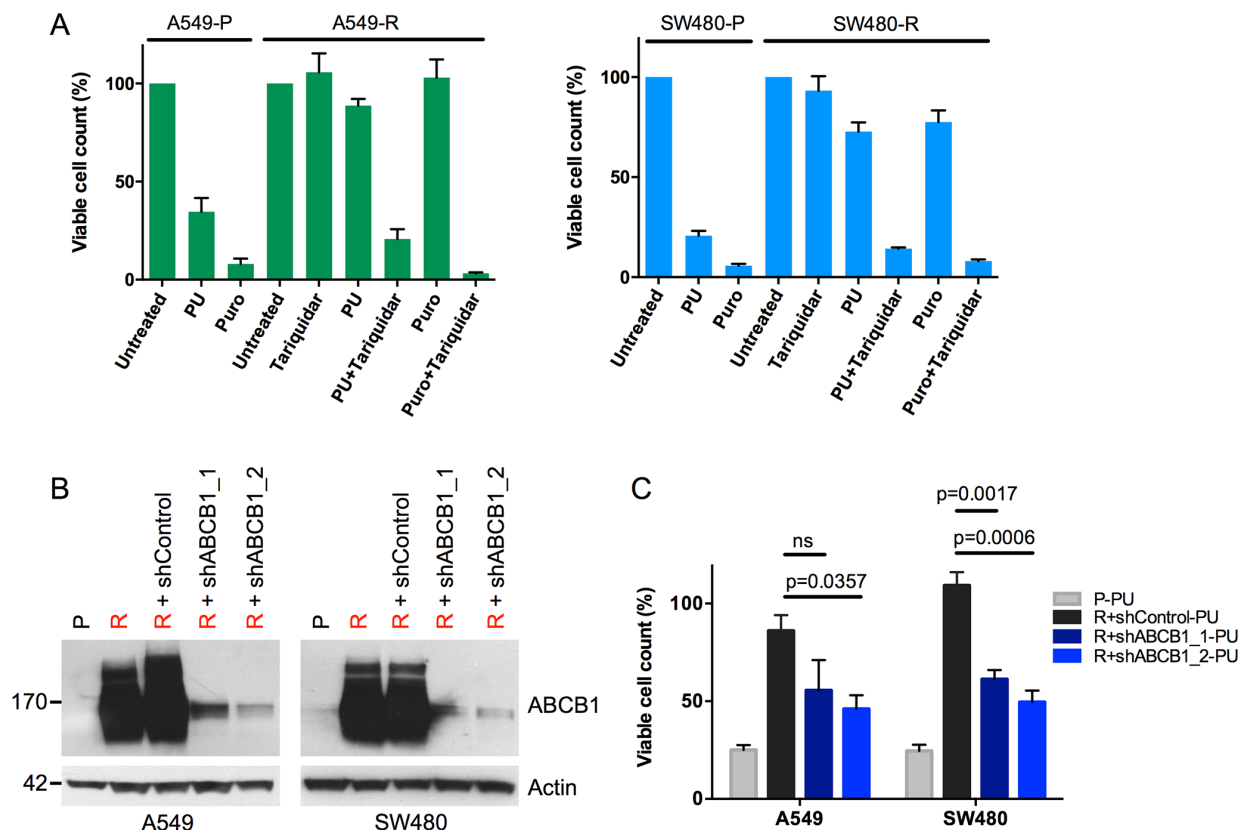 A
A549-P
A549-R
Viable cell count (%)
100
50
0
Untreated
PU
Puro
Untreated
Tariquidar
PU
PU+Tariquidar
Puro
Puro+Tariquidar
SW480-P
SW480-R
Viable cell count (%)
100
50
0
Untreated
PU
Puro
Untreated
Tariquidar
PU
PU+Tariquidar
Puro
Puro+Tariquidar
B
P
R
R + shControl
R + shABCB1_1
R + shABCB1_2
P
R
R + shControl
R + shABCB1_1
R + shABCB1_2
170
ABCB1
42
Actin
A549
SW480
C
p=0.0017
ns
p=0.0006
p=0.0357
Viable cell count (%)
100
50
0
A549
SW480
P-PU
R+shControl-PU
R+shABCB1_1-PU
R+shABCB1_2-PU